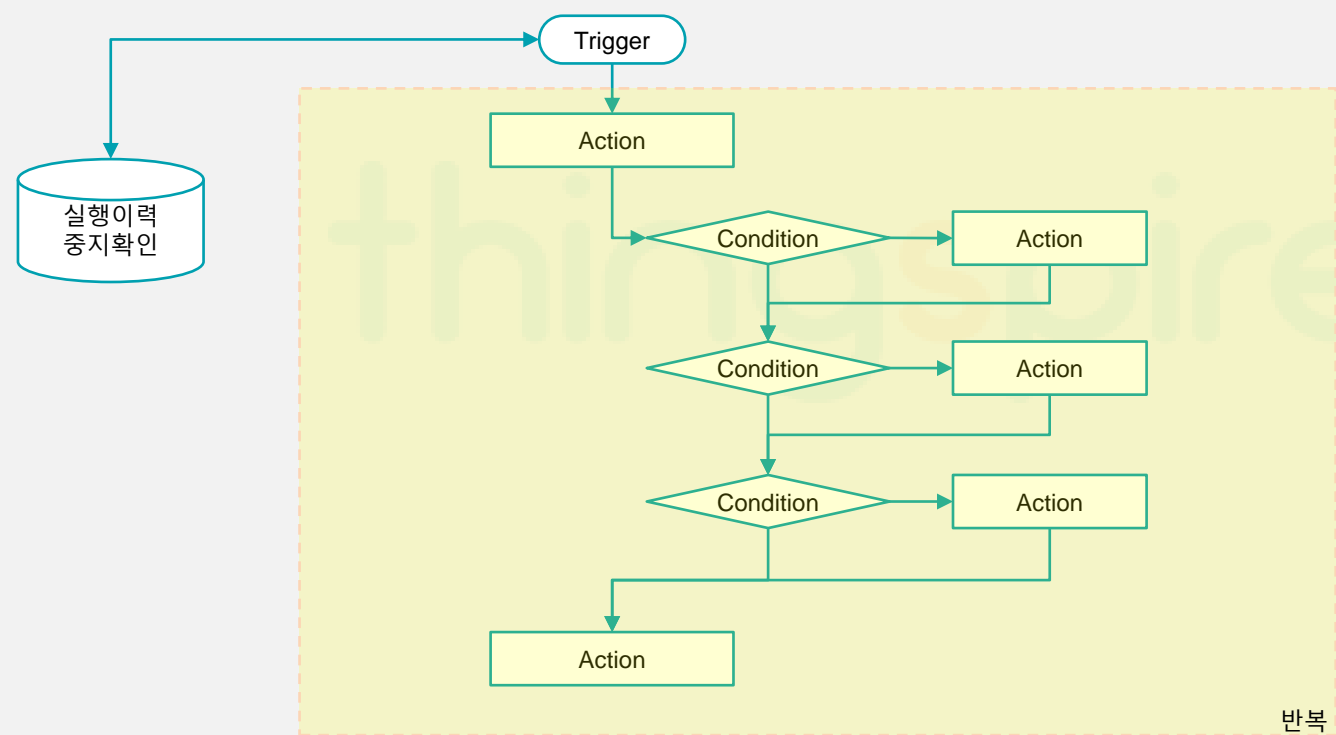 Trigger
Action
실행이력
중지확인
thingspire
Condition
Action
Condition
Action
Condition
Action
Action
반복